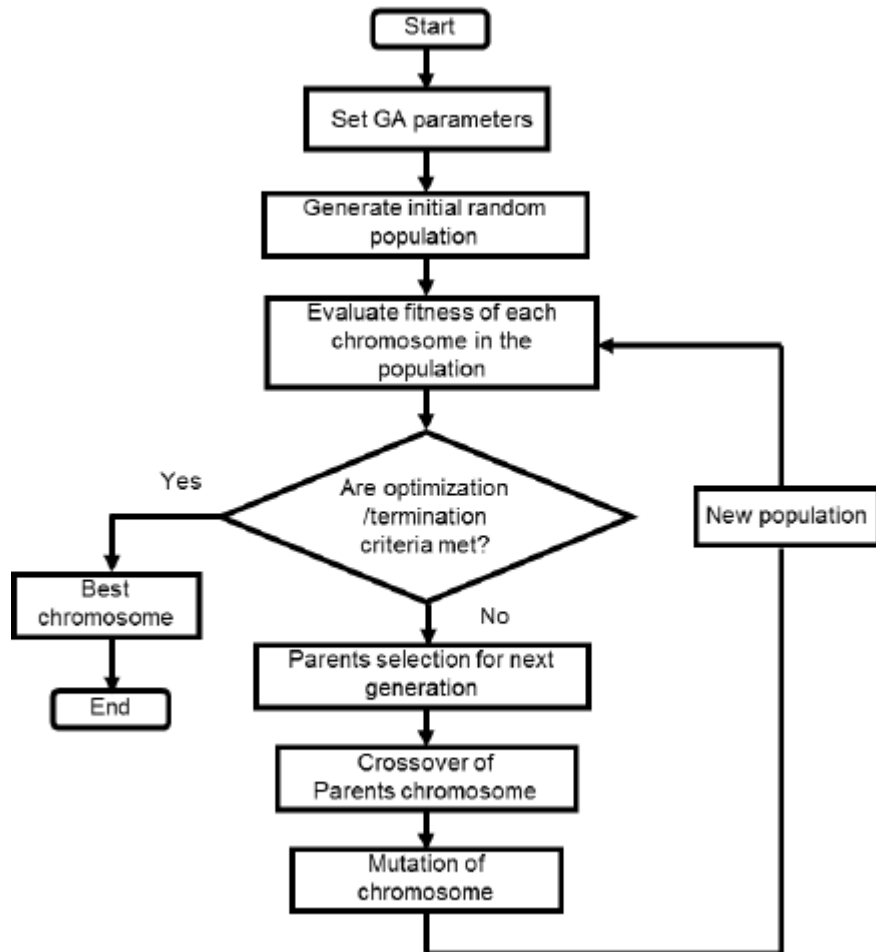 Start
Set GA parameters
Generate initial random
population
Evaluate fitness of each
chromosome in the
population
Yes
Are optimization
/termination
criteria met?
New population
Best
chromosome
No
Parents selection for next
generation
End
Crossover of
Parents chromosome
Mutation of
chromosome